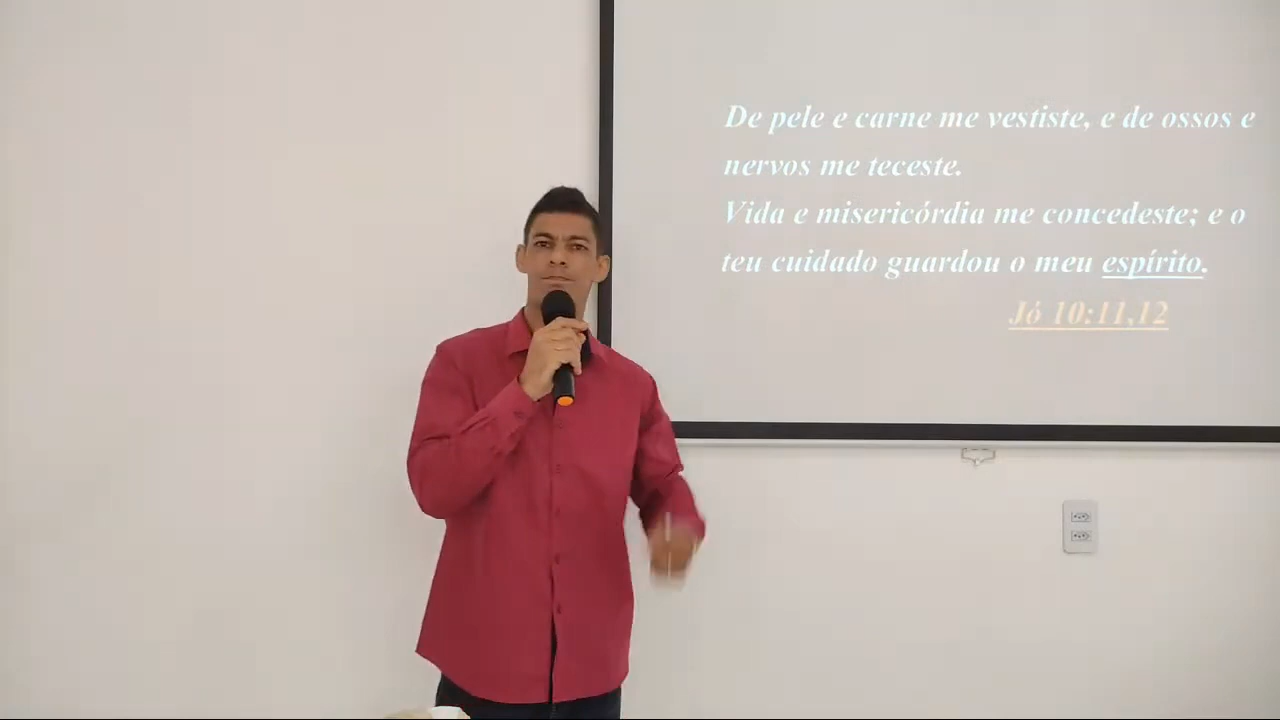 De pele e carne me vestiste, e de ossos e
nervos me teceste.
Vida e misericórdia me concedeste; e o
teu cuidado guardou o meu espírito.
Jó 10:11,12